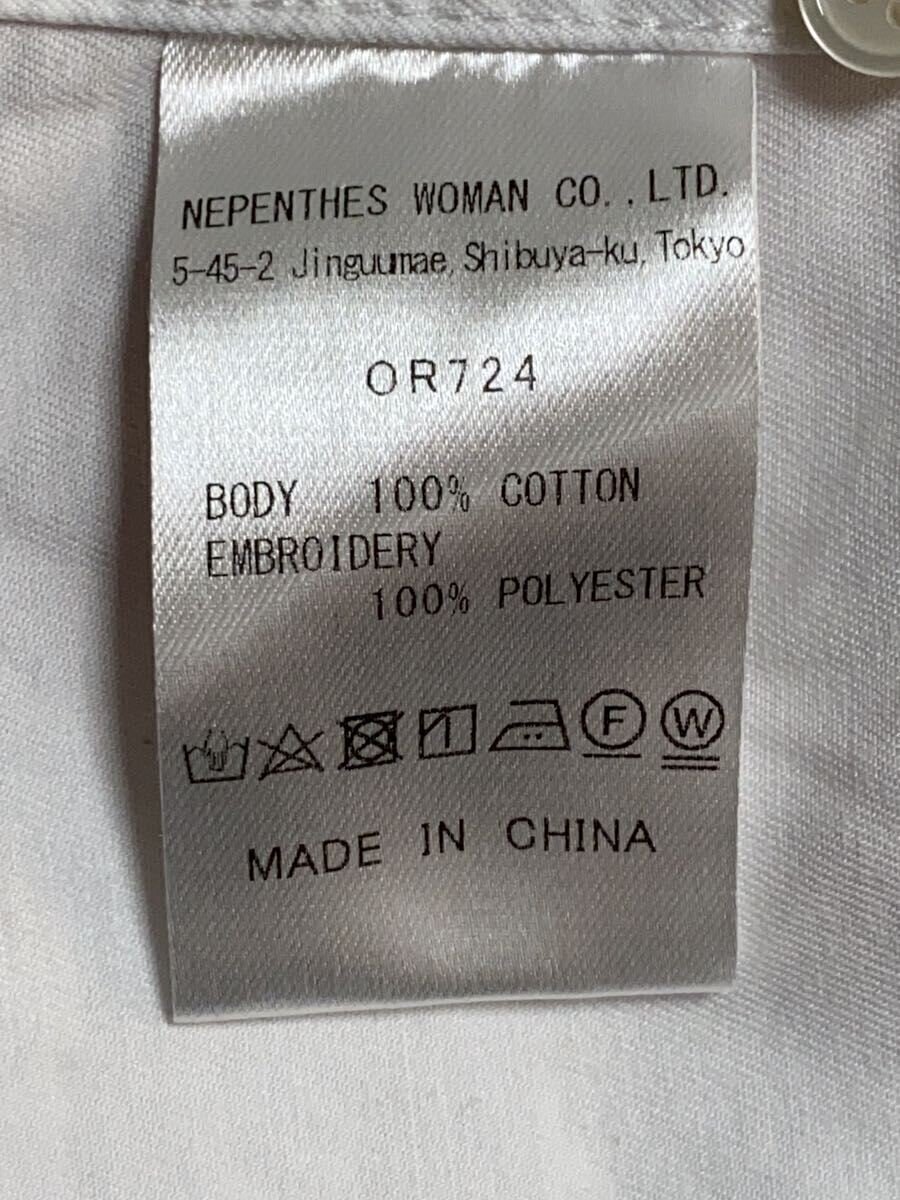 NEPENTHES WOMAN CO.,LTD.
5-45-2 Jinguumae, Shibuya-ku, Tokyo
OR724
BODY 100% COTTON
EMBROIDERY
100% POLYESTER
F W
MADE IN CHINA